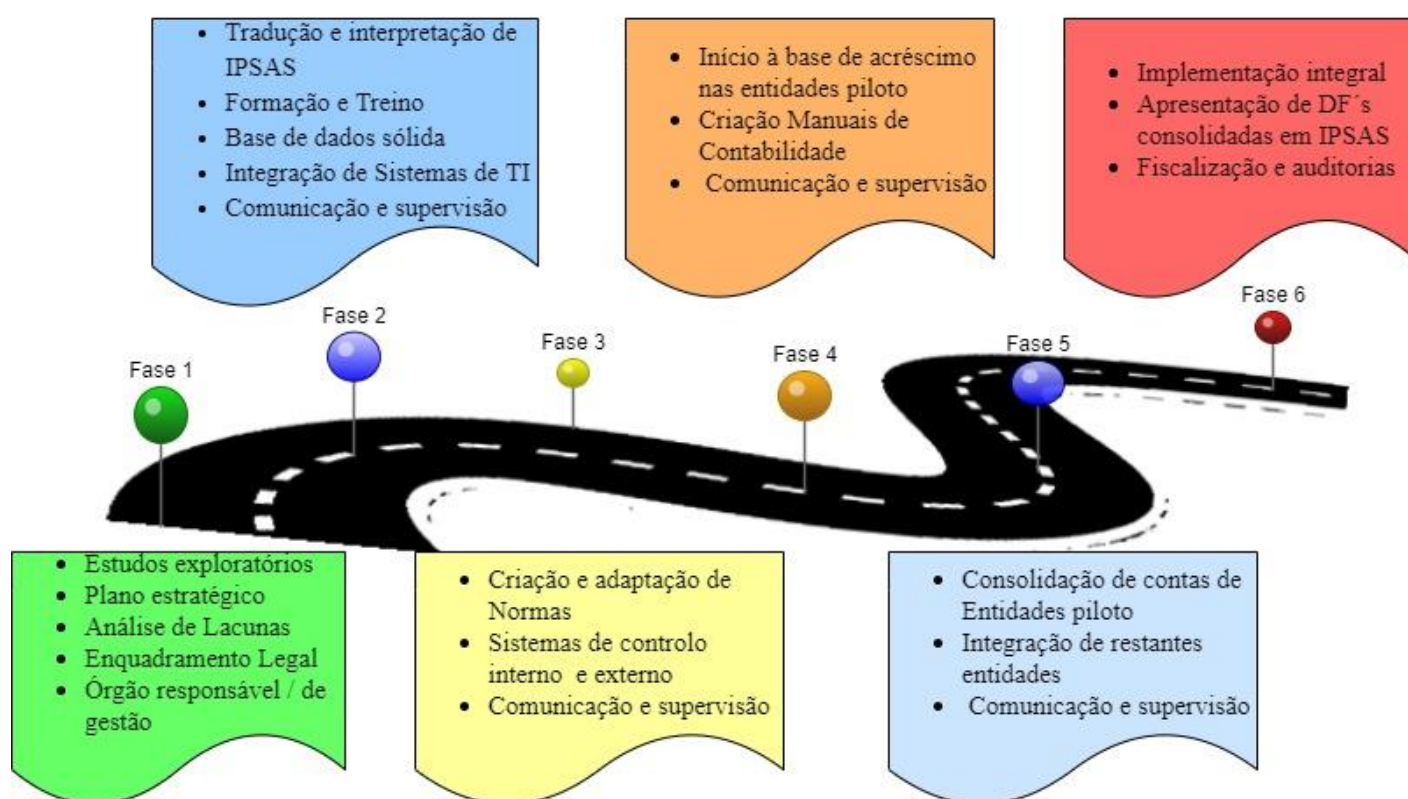 • Tradução e interpretação de
IPSAS
• Formação e Treino
• Base de dados sólida
• Integração de Sistemas de TI
• Comunicação e supervisão
• Início à base de acréscimo
nas entidades piloto
• Criação Manuais de
Contabilidade
• Comunicação e supervisão
• Implementação integral
• Apresentação de DF´s
consolidadas em IPSAS
• Fiscalização e auditorias
Fase 1
Fase 2
Fase 3
Fase 4
Fase 5
Fase 6
• Estudos exploratórios
• Plano estratégico
• Análise de Lacunas
• Enquadramento Legal
• Órgão responsável / de
gestão
• Criação e adaptação de
Normas
• Sistemas de controlo
interno e externo
• Comunicação e supervisão
• Consolidação de contas de
Entidades piloto
• Integração de restantes
entidades
• Comunicação e supervisão